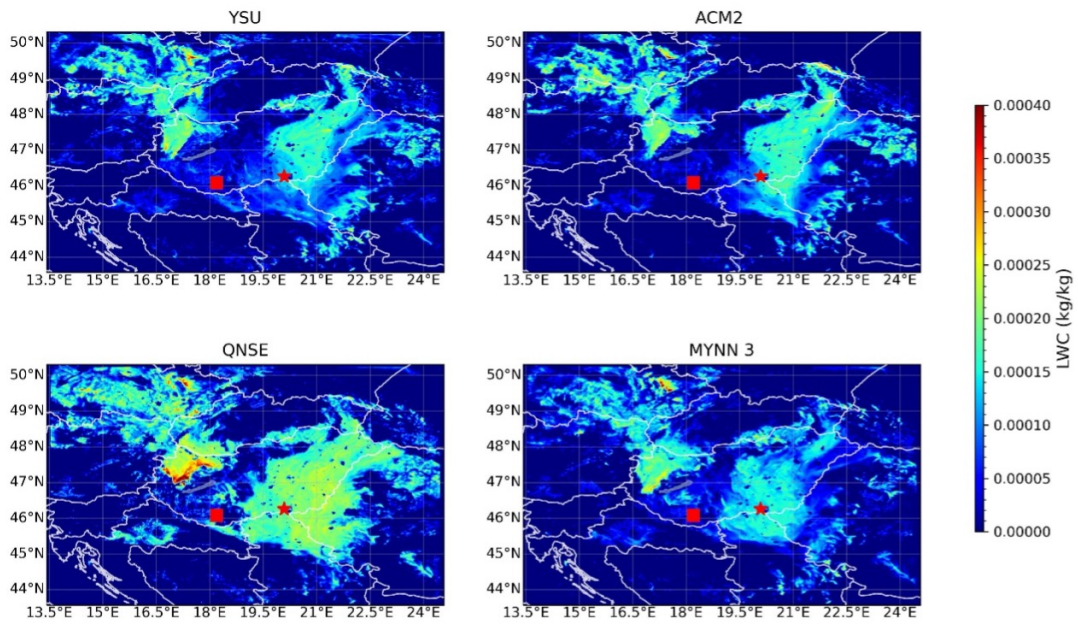 YSU
ACM2
50°N
49°N
48°N
47°N
46°N
45°N
44°N
13.5°E 15°E 16.5°E 18°E 19.5°E 21°E 22.5°E 24°E
50°N
49°N
48°N
47°N
46°N
45°N
44°N
13.5°E 15°E 16.5°E 18°E 19.5°E 21°E 22.5°E 24°E
QNSE
MYNN 3
50°N
49°N
48°N
47°N
46°N
45°N
44°N
13.5°E 15°E 16.5°E 18°E 19.5°E 21°E 22.5°E 24°E
50°N
49°N
48°N
47°N
46°N
45°N
44°N
13.5°E 15°E 16.5°E 18°E 19.5°E 21°E 22.5°E 24°E
0.00040
0.00035
0.00030
0.00025
0.00020
0.00015
0.00010
0.00005
0.00000
LWC (kg/kg)